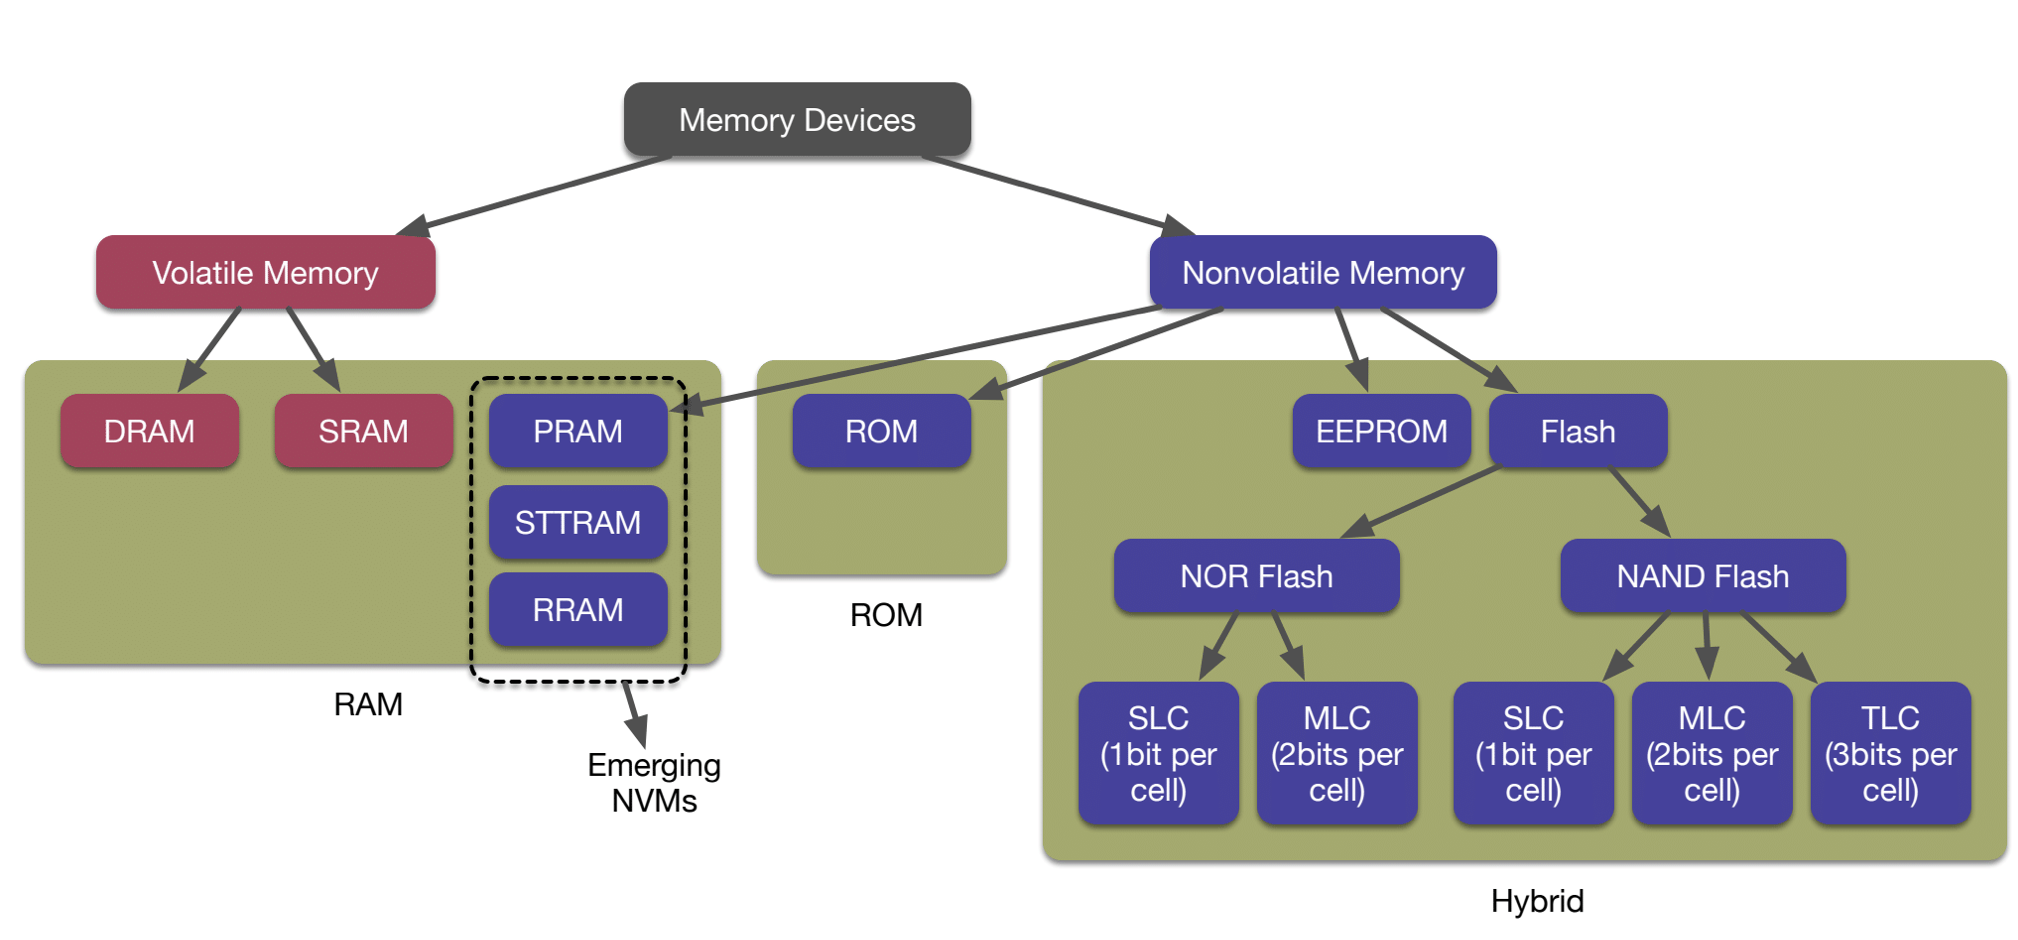 Memory Devices
Volatile Memory
Nonvolatile Memory
DRAM
SRAM
PRAM
ROM
EEPROM
Flash
STTRAM
RRAM
NOR Flash
NAND Flash
ROM
RAM
SLC
(1bit per
cell)
MLC
(2bits per
cell)
SLC
(1bit per
cell)
MLC
(2bits per
cell)
TLC
(3bits per
cell)
Emerging
NVMs
Hybrid